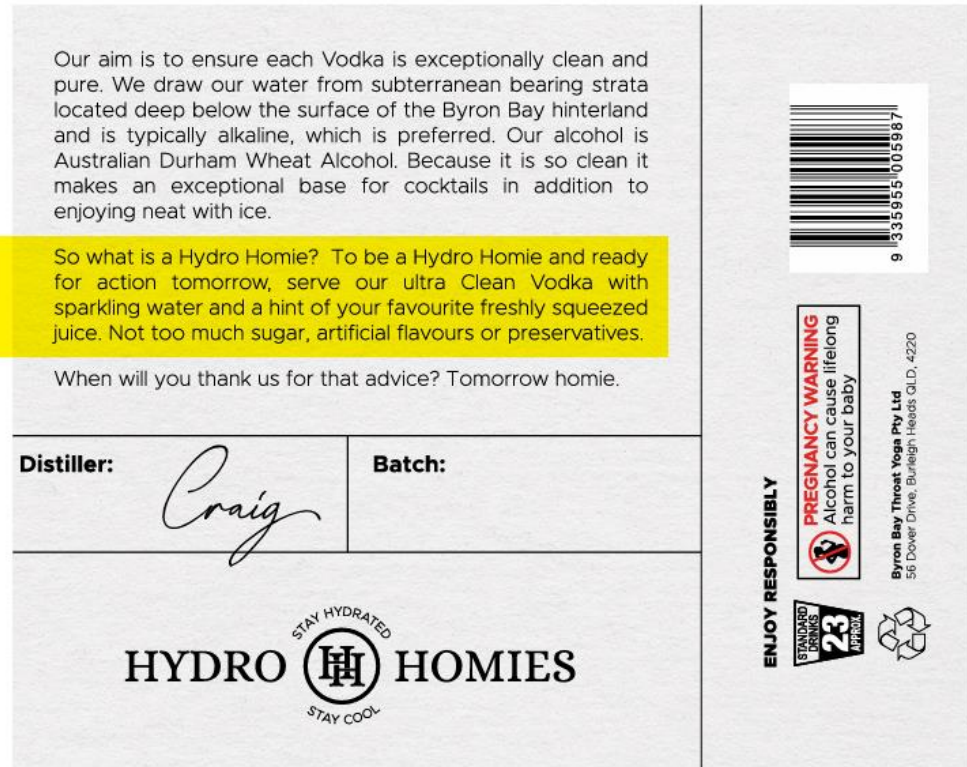 Our aim is to ensure each Vodka is exceptionally clean and
pure. We draw our water from subterranean bearing strata
located deep below the surface of the Byron Bay hinterland
and is typically alkaline, which is preferred. Our alcohol is
Australian Durham Wheat Alcohol. Because it is so clean it
makes an exceptional base for cocktails in addition to
enjoying neat with ice.
So what is a Hydro Homie? To be a Hydro Homie and ready
for action tomorrow, serve our ultra Clean Vodka with
sparkling water and a hint of your favourite freshly squeezed
juice. Not too much sugar, artificial flavours or preservatives.
When will you thank us for that advice? Tomorrow homie.
Distiller:
Craig
Batch:
STAY HYDRATED
HYDRO HH HOMIES
STAY COOL
9 335955 005987
PREGNANCY WARNING
Alcohol can cause lifelong
harm to your baby
Byron Bay Throat Yoga Pty Ltd
56 Dover Drive, Burleigh Heads QLD, 4220
ENJOY RESPONSIBLY
STANDARD
DRINKS
23
APPROX.